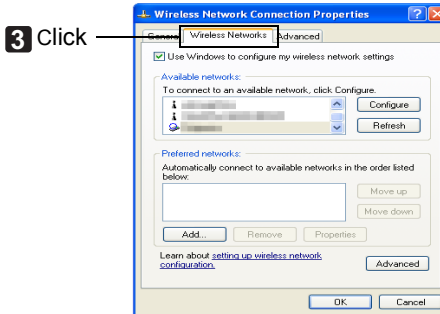 Wireless Network Connection Properties
3 Click
General Wireless Networks Advanced
Use Windows to configure my wireless network settings
Available networks:
To connect to an available network, click Configure.
Configure
Refresh
Preferred networks:
Automatically connect to available networks in the order listed
below:
Move up
Move down
Add... Remove Properties
Learn about setting up wireless network
configuration.
Advanced
OK Cancel